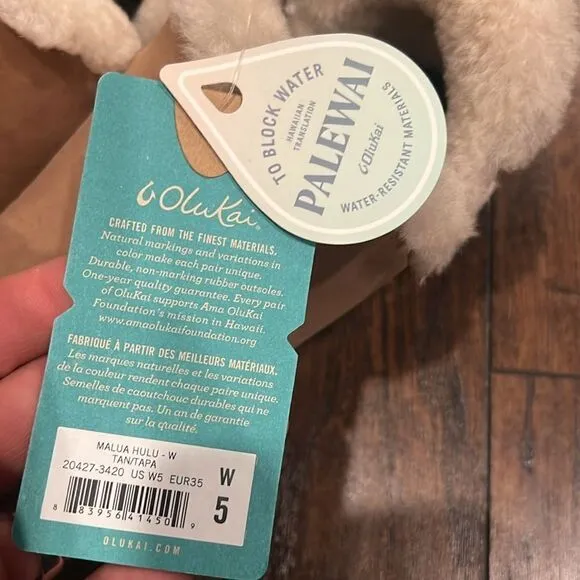 TO BLOCK WATER
HAWAIIAN
TRANSLATION
PALEWAI
OluKai
WATER-RESISTANT MATERIALS
OluKai®
CRAFTED FROM THE FINEST MATERIALS.
Natural markings and variations in
color make each pair unique.
Durable, non-marking rubber outsoles.
One-year quality guarantee. Every pair
of OluKai supports Ama OluKai
Foundation's mission in Hawaii.
www.amaolukaifoundation.org
FABRIQUÉ À PARTIR DES MEILLEURS MATÉRIAUX.
Les marques naturelles et les variations
de la couleur rendent chaque paire unique.
Semelles de caoutchouc durables qui ne
marquent pas. Un an de garantie
sur la qualité.
MALUA HULU - W
TAN/TAPA
20427-3420 US W5 EUR35
W
5
8 83956 41450 9
OLUKAI.COM